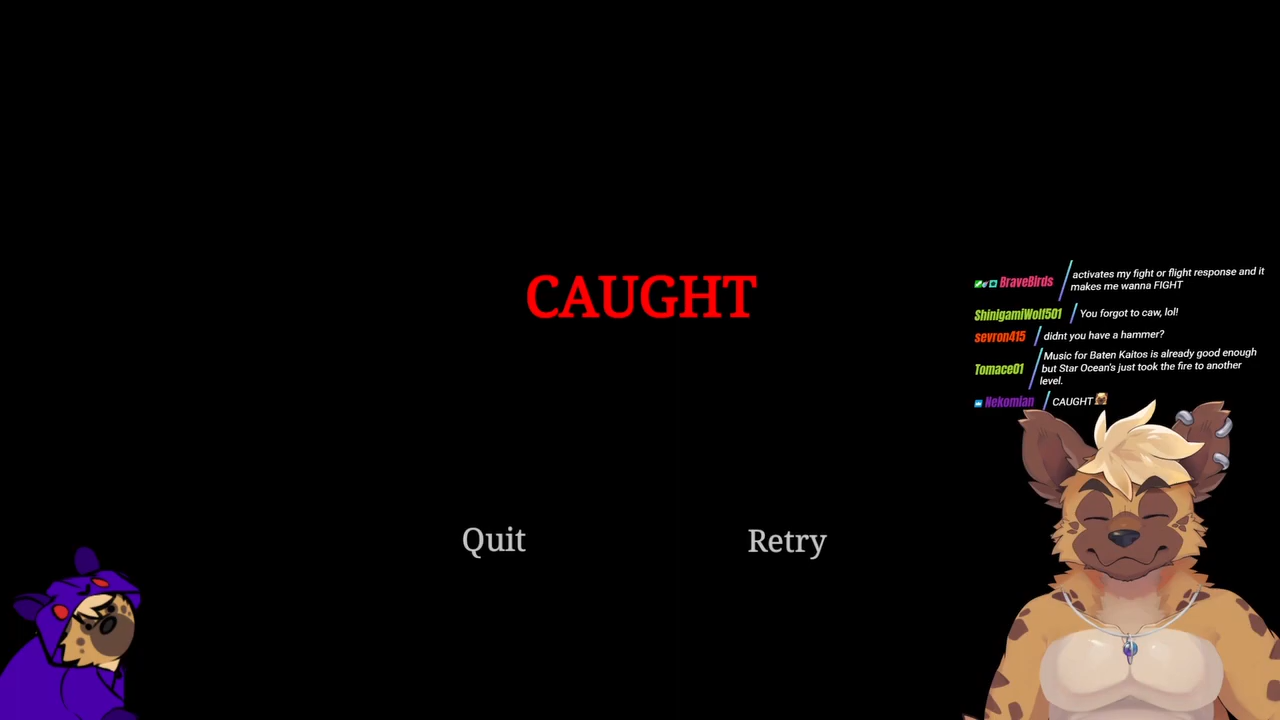 CAUGHT
Quit
Retry
BraveBirds activates my fight or flight response and it
makes me wanna FIGHT
ShinigamiWolf501 You forgot to caw, lol!
sevron415 didnt you have a hammer?
Tomace01 Music for Baten Kaitos is already good enough
but Star Ocean's just took the fire to another
level.
Nekomian CAUGHT